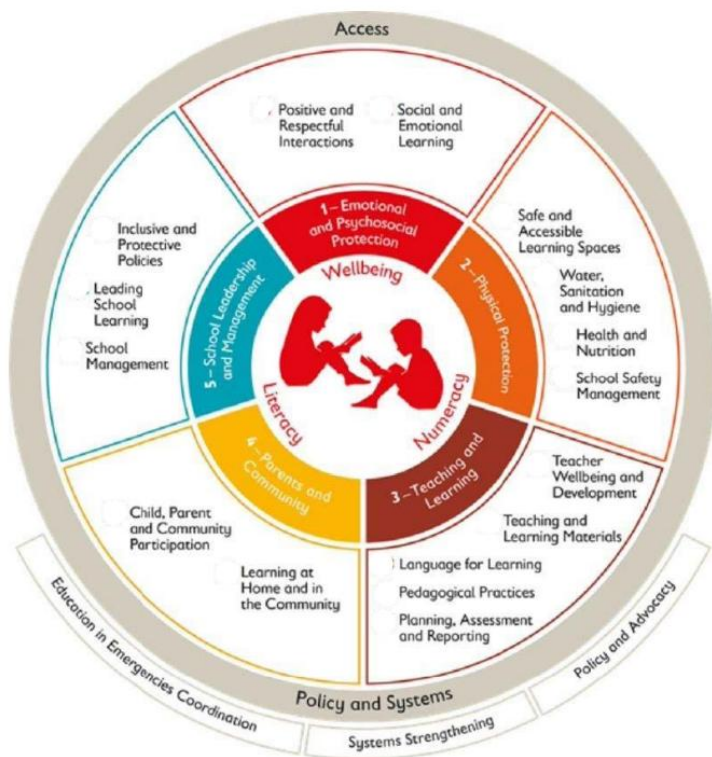 Access
Positive and
Respectful
Interactions
Social and
Emotional
Learning
1 – Emotional
and Psychosocial
Protection
Safe and
Accessible
Learning Spaces
Water,
Sanitation
and Hygiene
Health and
Nutrition
School Safety
Management
2 – Physical Protection
Teacher
Wellbeing and
Development
Teaching and
Learning Materials
Language for Learning
Pedagogical Practices
Planning, Assessment
and Reporting
3 – Teaching and
Learning
Child, Parent
and Community
Participation
Learning at
Home and in
the Community
4 – Parents and
Community
Inclusive and
Protective
Policies
Leading
School
Learning
School
Management
5 – School Leadership
and Management
Wellbeing
Literacy
Numeracy
Policy and Systems
Education in Emergencies Coordination
Systems Strengthening
Policy and Advocacy